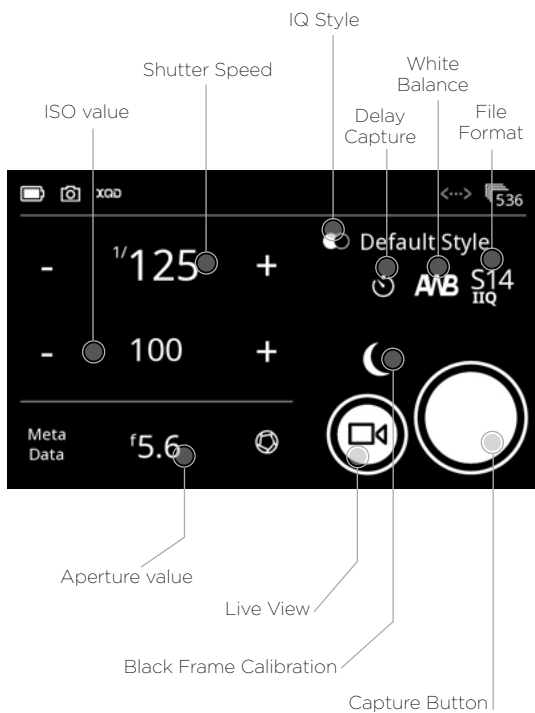 IQ Style
Shutter Speed
White
Balance
ISO value
Delay
Capture
File
Format
XQD
<···>
536
Default Style
- 1/125 +
AWB
S14
IIQ
- 100 +
Meta
Data
f5.6
Aperture value
Live View
Black Frame Calibration
Capture Button